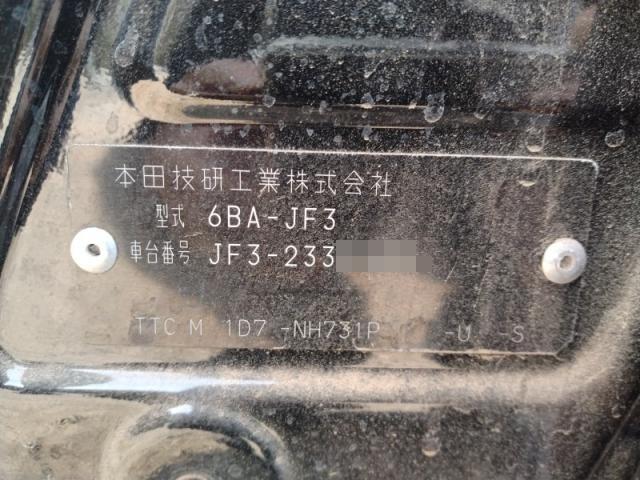 本田技研工業株式会社
型式 6BA-JF3
車台番号 JF3-233
TTC M 1D7 -NH731P -U -S